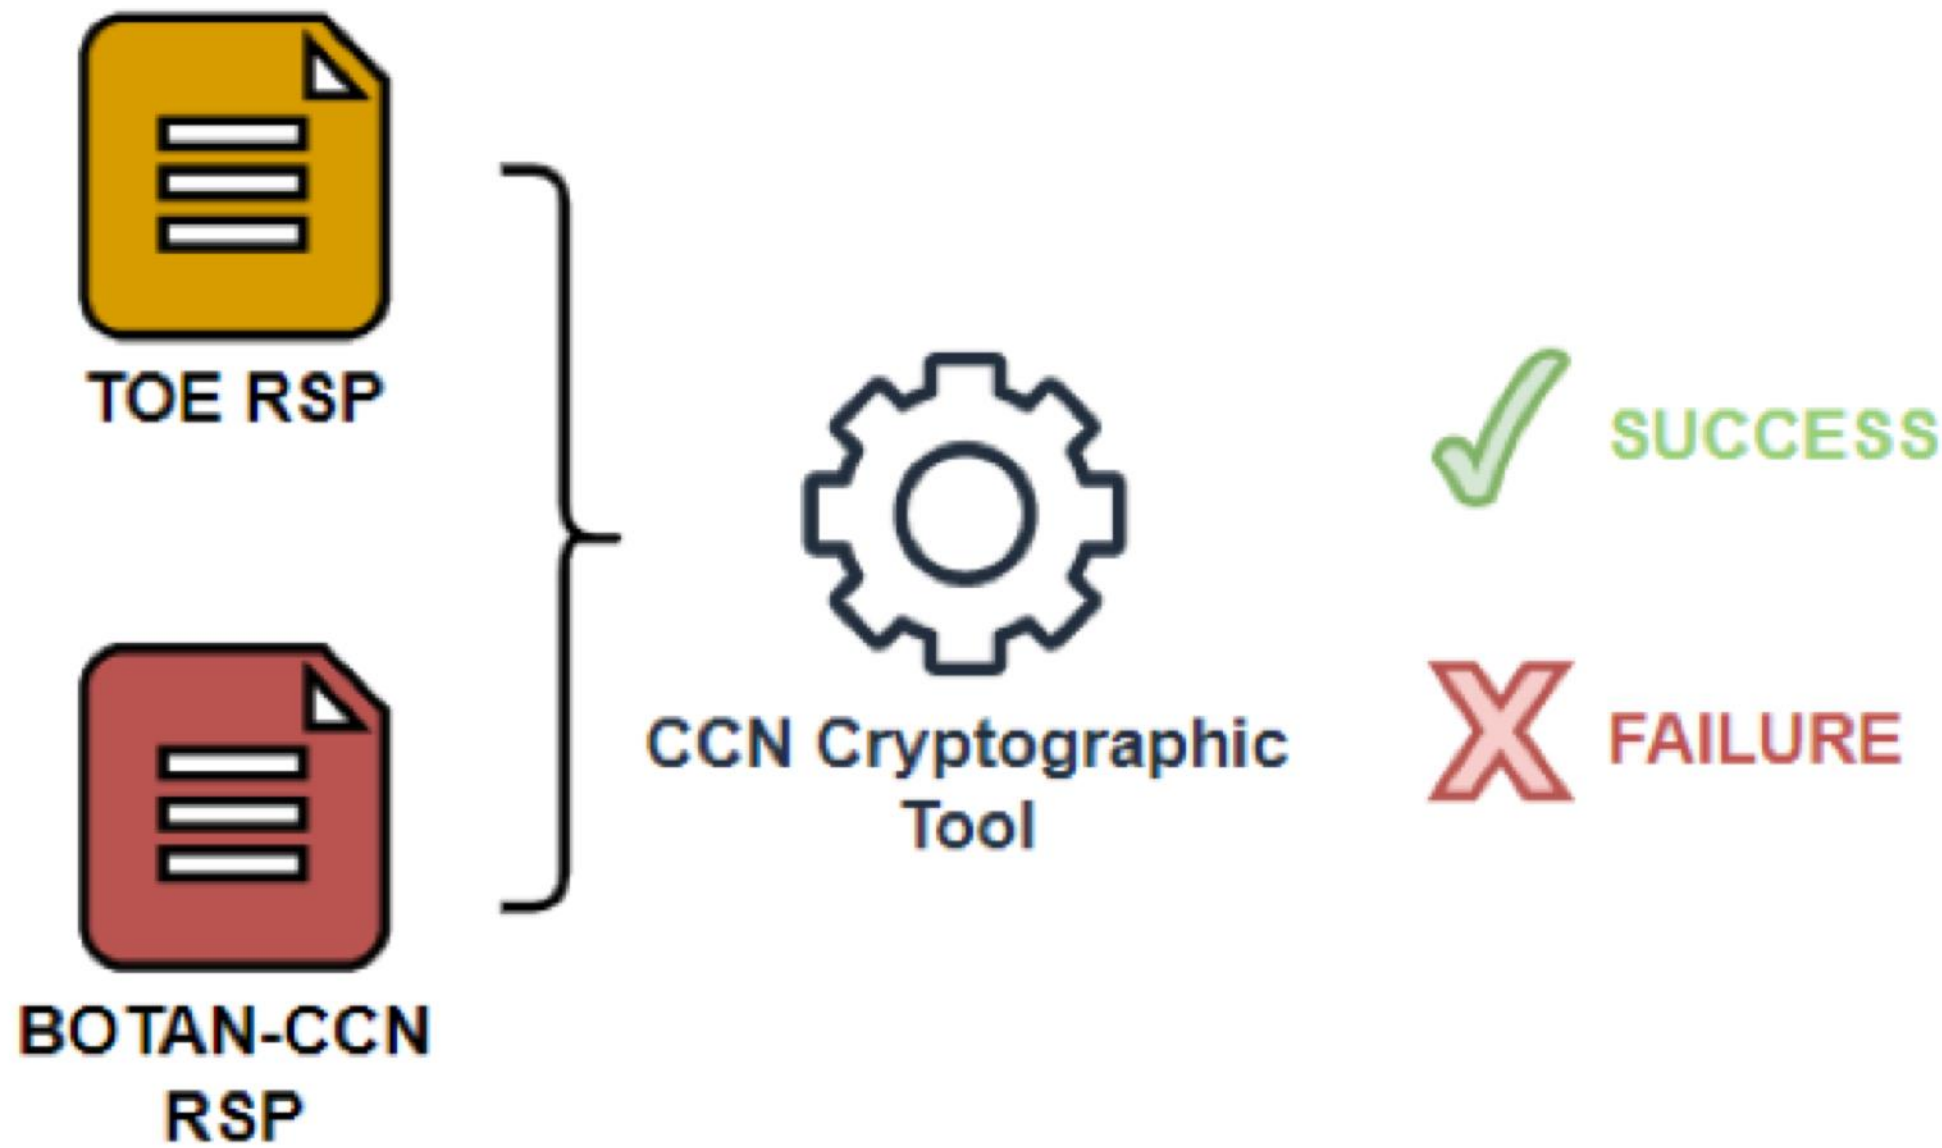 TOE RSP
BOTAN-CCN
RSP
CCN Cryptographic
Tool
SUCCESS
FAILURE